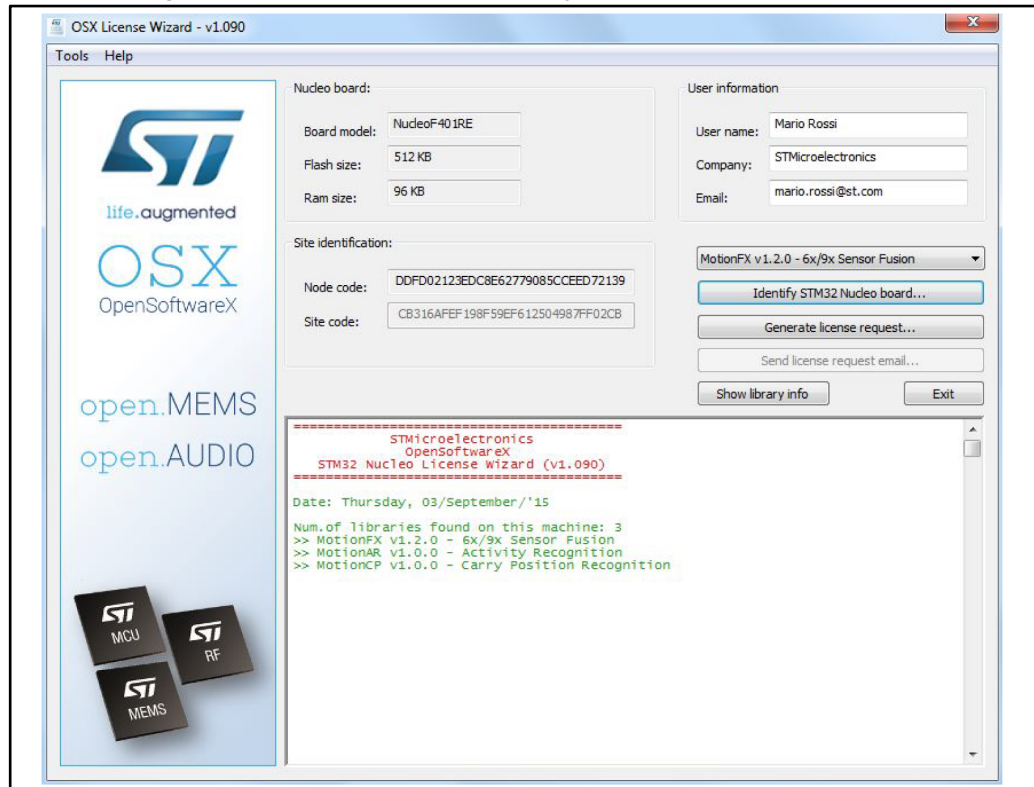 OSX License Wizard - v1.090
Tools Help
life.augmented
OSX
OpenSoftwareX
open.MEMS
open.AUDIO
MCU
RF
MEMS
Nucleo board:
Board model: NucleoF401RE
Flash size: 512 KB
Ram size: 96 KB
User information
User name: Mario Rossi
Company: STMicroelectronics
Email: mario.rossi@st.com
Site identification:
Node code: DDFD02123EDC8E62779085CCEED72139
Site code: CB316AFEF198F59EF612504987FF02CB
MotionFX v1.2.0 - 6x/9x Sensor Fusion
Identify STM32 Nucleo board...
Generate license request...
Send license request email...
Show library info Exit
========================================
STMicroelectronics
OpenSoftwareX
STM32 Nucleo License Wizard (v1.090)
========================================
Date: Thursday, 03/September/'15
Num.of libraries found on this machine: 3
>> MotionFX v1.2.0 - 6x/9x Sensor Fusion
>> MotionAR v1.0.0 - Activity Recognition
>> MotionCP v1.0.0 - Carry Position Recognition